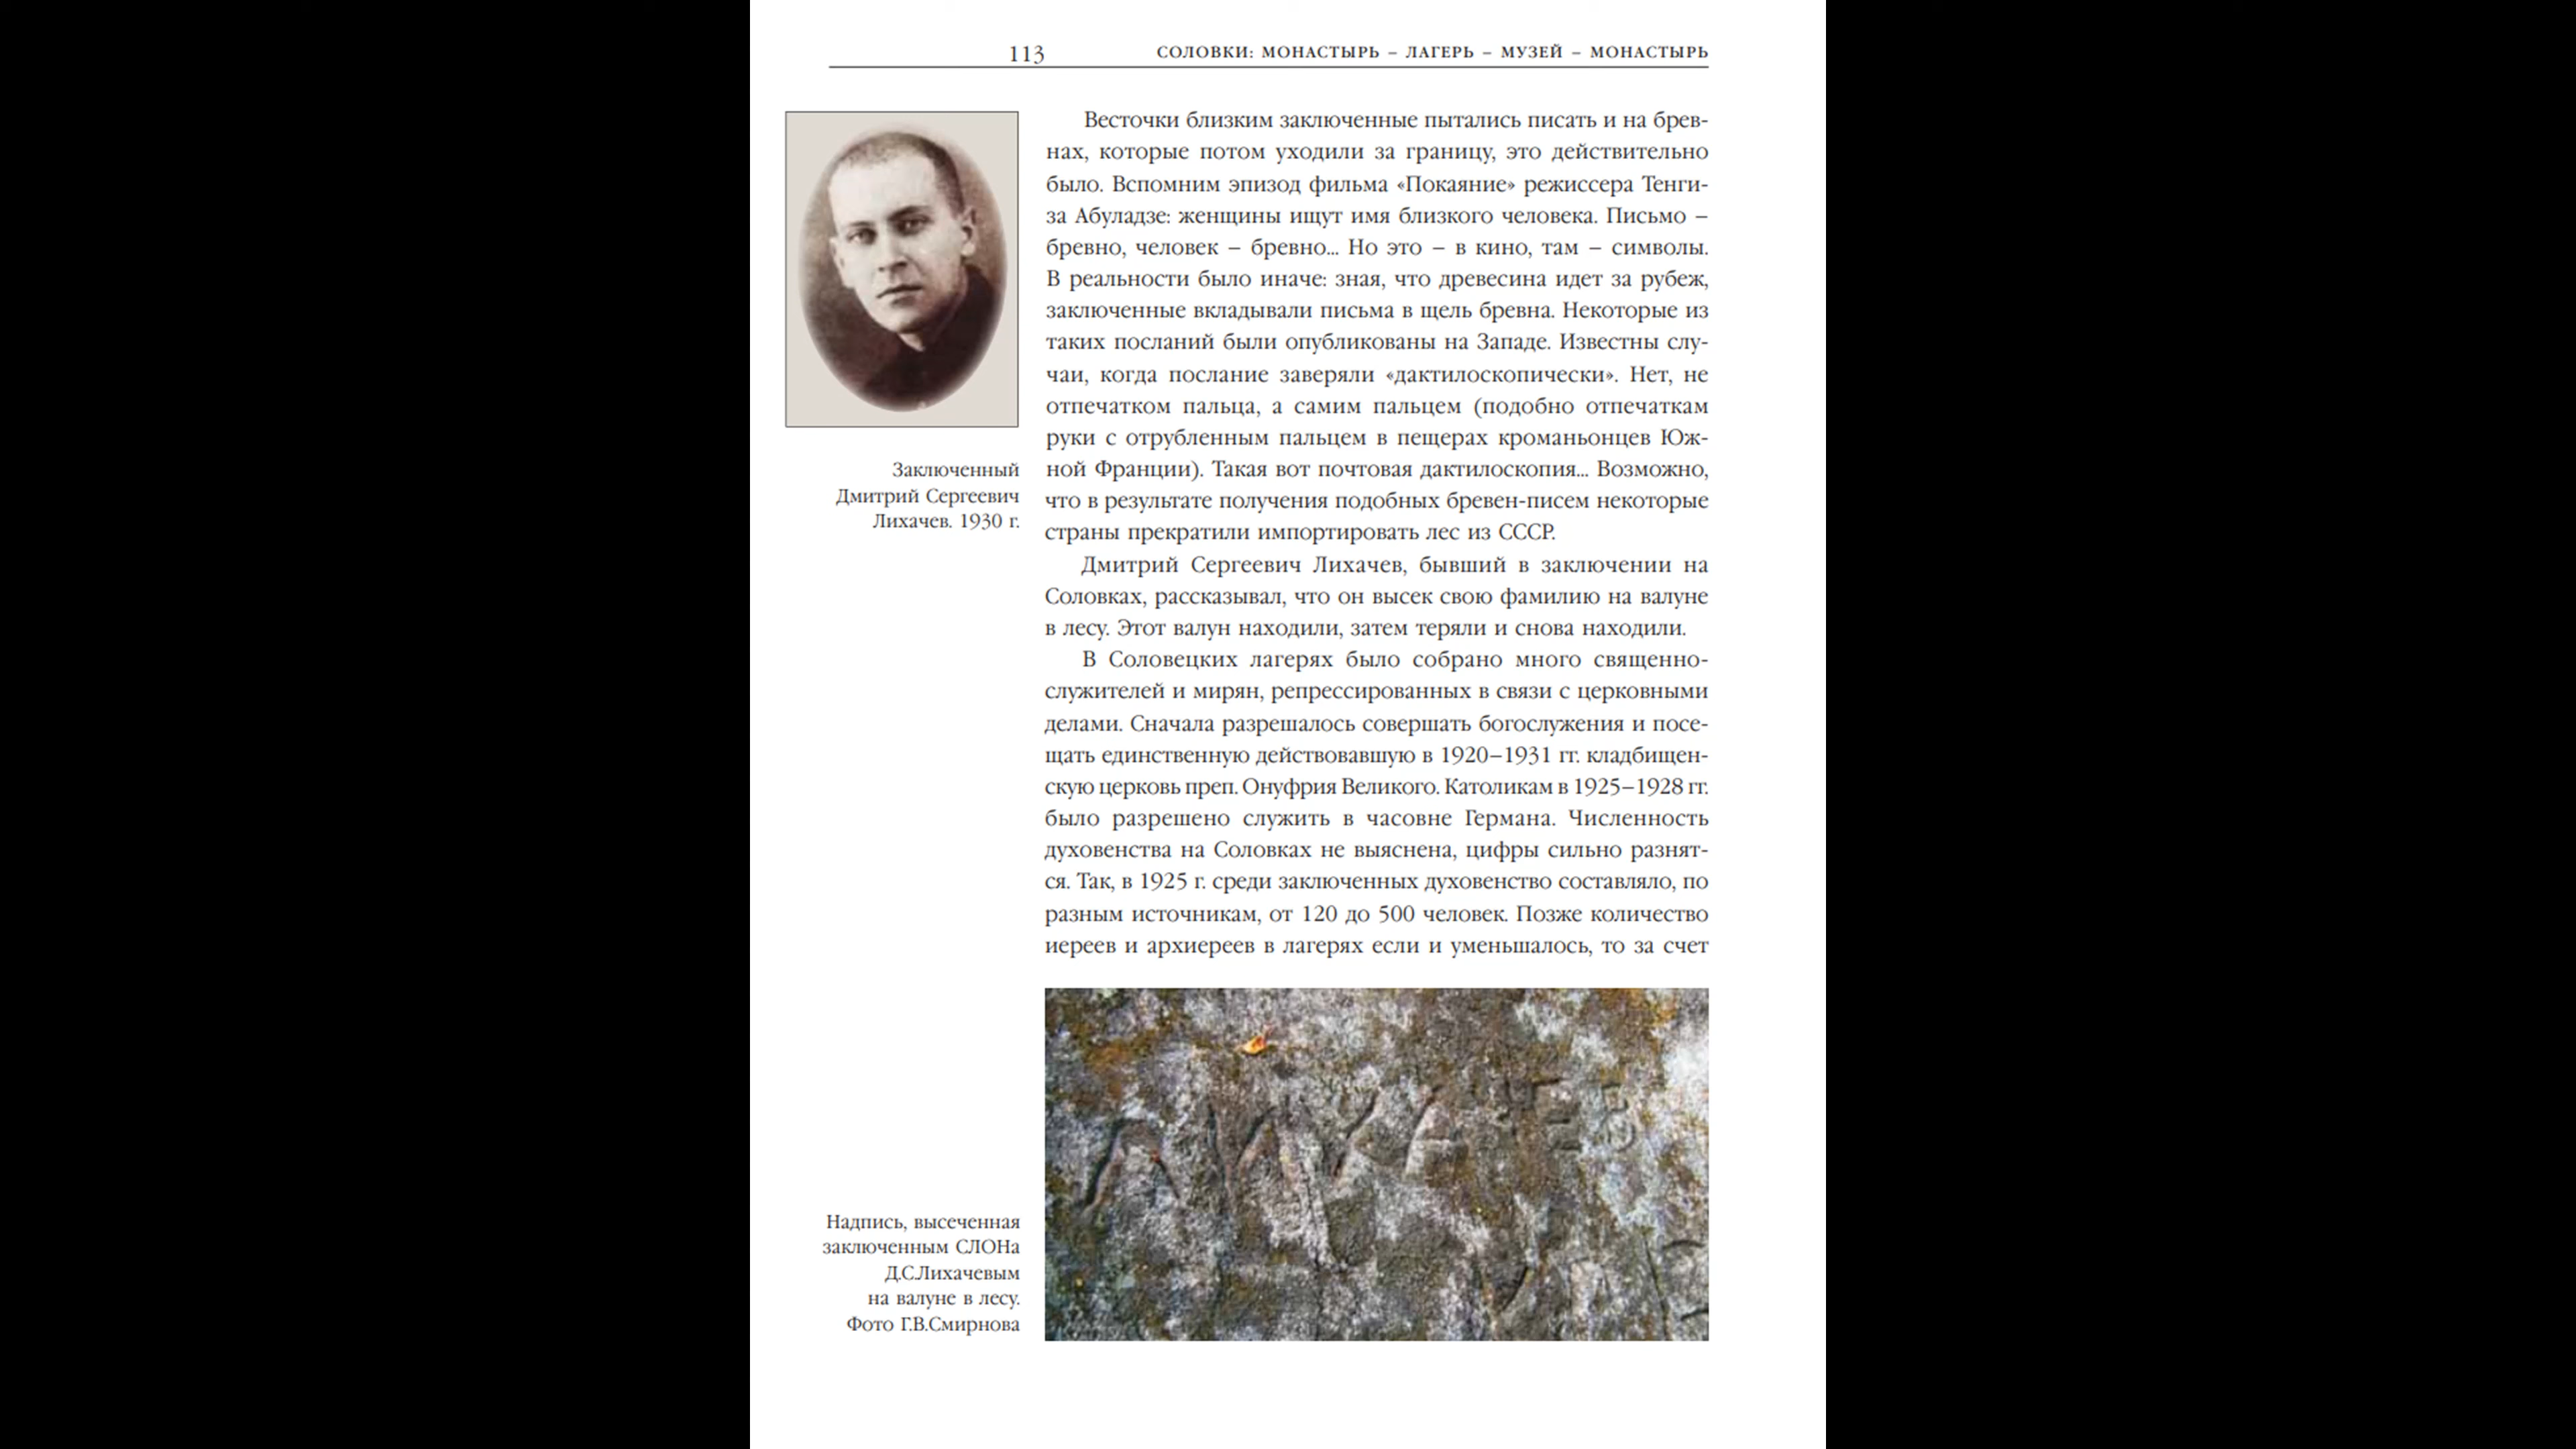 113
СОЛОВКИ: МОНАСТЫРЬ – ЛАГЕРЬ – МУЗЕЙ – МОНАСТЫРЬ
Весточки близким заключенные пытались писать и на брев-
нах, которые потом уходили за границу, это действительно
было. Вспомним эпизод фильма «Покаяние» режиссера Тенги-
за Абуладзе: женщины ищут имя близкого человека. Письмо –
бревно, человек – бревно... Но это – в кино, там – символы.
В реальности было иначе: зная, что древесина идет за рубеж,
заключенные вкладывали письма в щель бревна. Некоторые из
таких посланий были опубликованы на Западе. Известны слу-
чаи, когда послание заверяли «дактилоскопически». Нет, не
отпечатком пальца, а самим пальцем (подобно отпечаткам
руки с отрубленным пальцем в пещерах кроманьонцев Юж-
ной Франции). Такая вот почтовая дактилоскопия... Возможно,
что в результате получения подобных бревен-писем некоторые
страны прекратили импортировать лес из СССР.
Дмитрий Сергеевич Лихачев, бывший в заключении на
Соловках, рассказывал, что он высек свою фамилию на валуне
в лесу. Этот валун находили, затем теряли и снова находили.
В Соловецких лагерях было собрано много священно-
служителей и мирян, репрессированных в связи с церковными
делами. Сначала разрешалось совершать богослужения и посе-
щать единственную действовавшую в 1920–1931 гг. кладбищен-
скую церковь преп. Онуфрия Великого. Католикам в 1925–1928 гг.
было разрешено служить в часовне Германа. Численность
духовенства на Соловках не выяснена, цифры сильно разнят-
ся. Так, в 1925 г. среди заключенных духовенство составляло, по
разным источникам, от 120 до 500 человек. Позже количество
иереев и архиереев в лагерях если и уменьшалось, то за счет
Заключенный
Дмитрий Сергеевич
Лихачев. 1930 г.
Надпись, высеченная
заключенным СЛОНа
Д.С.Лихачевым
на валуне в лесу.
Фото Г.В.Смирнова